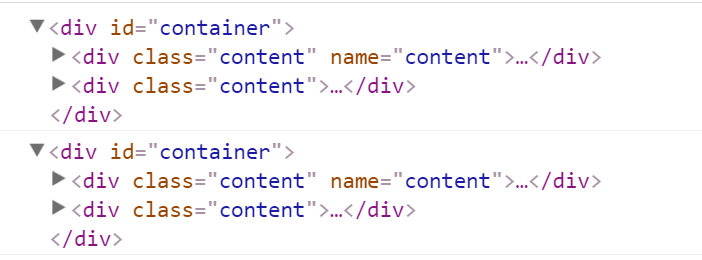 ▼<div id="container">
▶<div class="content" name="content">…</div>
▶<div class="content">…</div>
</div>
▼<div id="container">
▶<div class="content" name="content">…</div>
▶<div class="content">…</div>
</div>